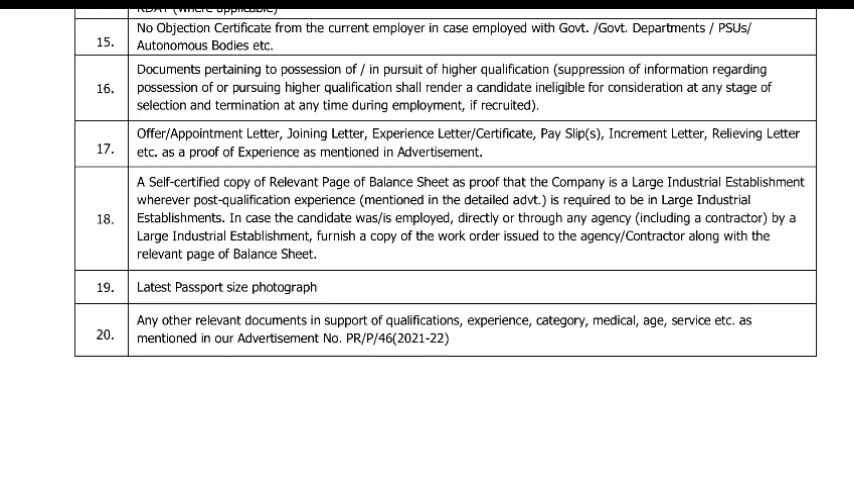 15.
No Objection Certificate from the current employer in case employed with Govt. /Govt. Departments / PSUs/
Autonomous Bodies etc.
16.
Documents pertaining to possession of / in pursuit of higher qualification (suppression of information regarding
possession of or pursuing higher qualification shall render a candidate ineligible for consideration at any stage of
selection and termination at any time during employment, if recruited).
17.
Offer/Appointment Letter, Joining Letter, Experience Letter/Certificate, Pay Slip(s), Increment Letter, Relieving Letter
etc. as a proof of Experience as mentioned in Advertisement.
18.
A Self-certified copy of Relevant Page of Balance Sheet as proof that the Company is a Large Industrial Establishment
wherever post-qualification experience (mentioned in the detailed advt.) is required to be in Large Industrial
Establishments. In case the candidate was/is employed, directly or through any agency (including a contractor) by a
Large Industrial Establishment, furnish a copy of the work order issued to the agency/Contractor along with the
relevant page of Balance Sheet.
19.
Latest Passport size photograph
20.
Any other relevant documents in support of qualifications, experience, category, medical, age, service etc. as
mentioned in our Advertisement No. PR/P/46(2021-22)